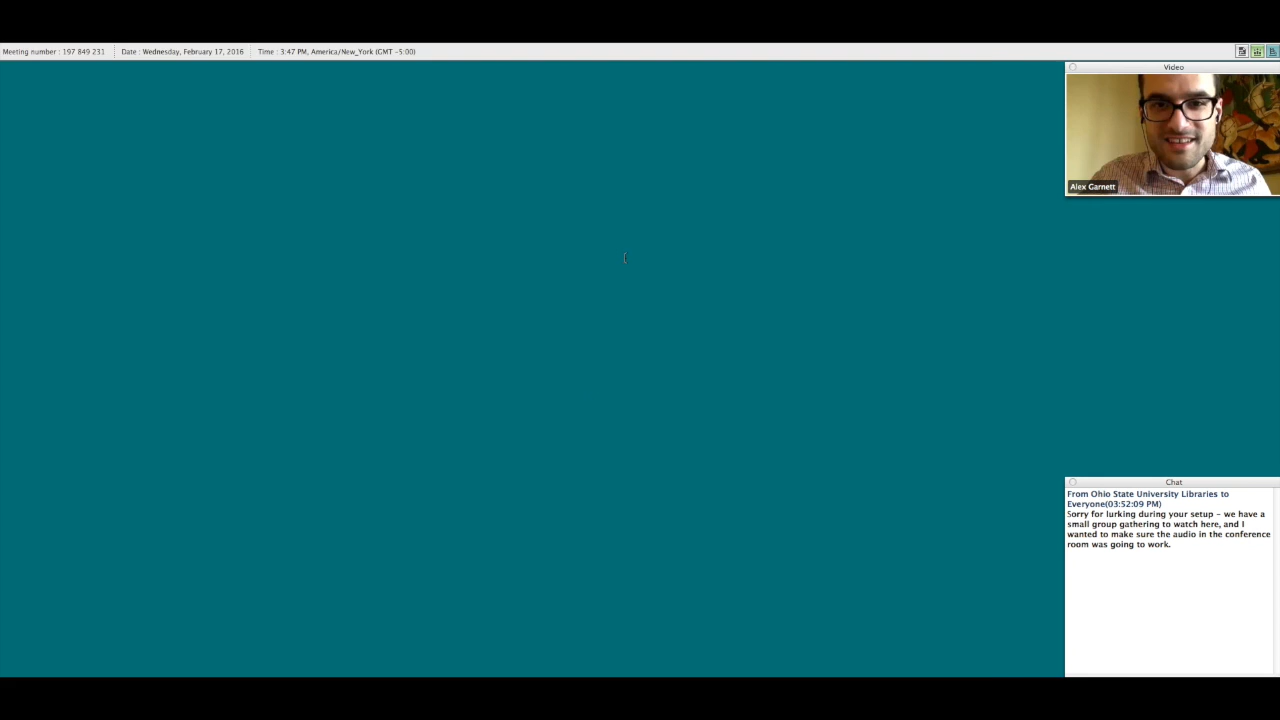 Meeting number : 197 849 231 Date : Wednesday, February 17, 2016 Time : 3:47 PM, America/New_York (GMT -5:00)
Video
Alex Garnett
Chat
From Ohio State University Libraries to
Everyone(03:52:09 PM)
Sorry for lurking during your setup - we have a
small group gathering to watch here, and I
wanted to make sure the audio in the conference
room was going to work.